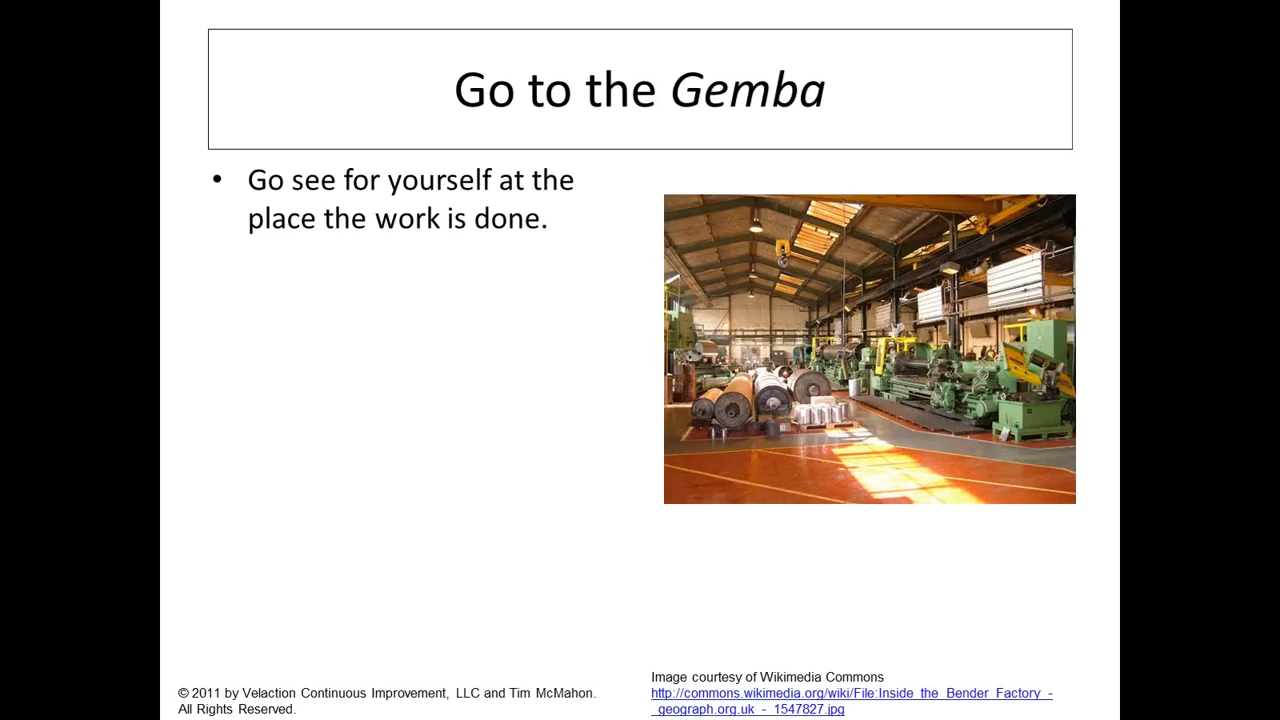 Go to the Gemba
• Go see for yourself at the
place the work is done.
© 2011 by Velaction Continuous Improvement, LLC and Tim McMahon.
All Rights Reserved.
Image courtesy of Wikimedia Commons
http://commons.wikimedia.org/wiki/File:Inside_the_Bender_Factory_-
_geograph.org.uk_-_1547827.jpg